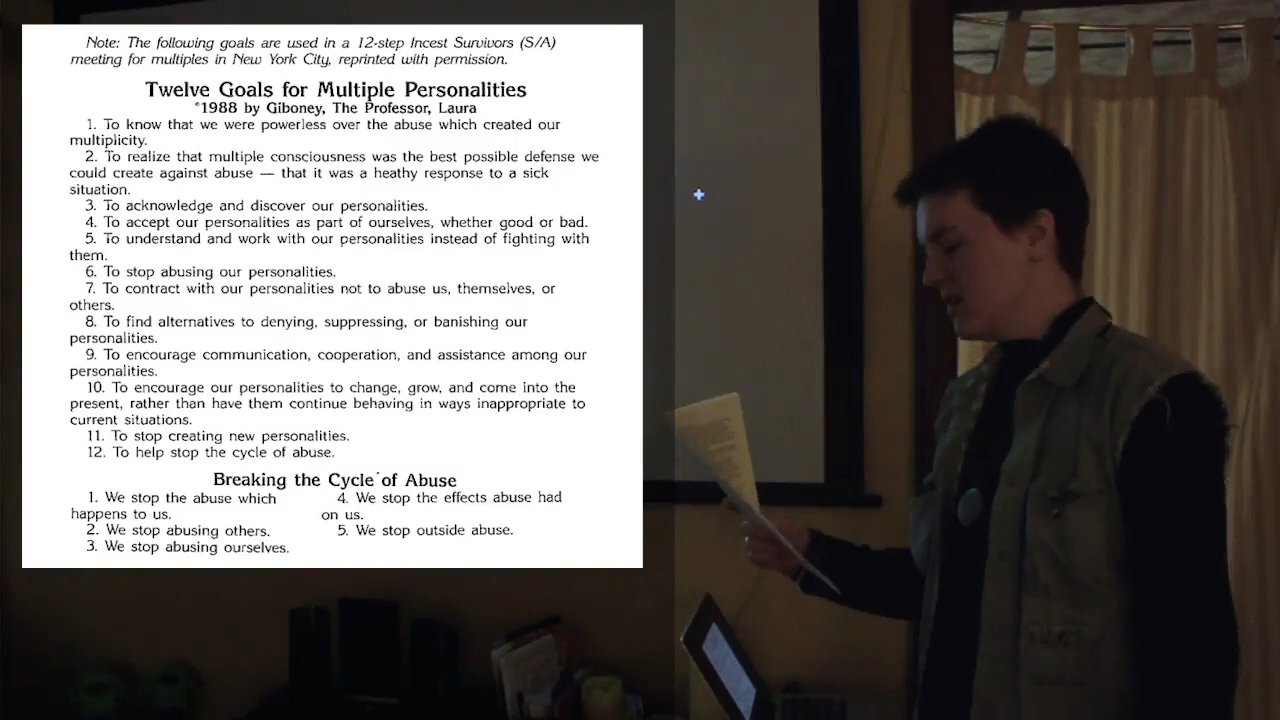 Note: The following goals are used in a 12-step Incest Survivors (S/A)
meeting for multiples in New York City, reprinted with permission.
Twelve Goals for Multiple Personalities
©1988 by Giboney, The Professor, Laura
1. To know that we were powerless over the abuse which created our
multiplicity.
2. To realize that multiple consciousness was the best possible defense we
could create against abuse — that it was a heathy response to a sick
situation.
3. To acknowledge and discover our personalities.
4. To accept our personalities as part of ourselves, whether good or bad.
5. To understand and work with our personalities instead of fighting with
them.
6. To stop abusing our personalities.
7. To contract with our personalities not to abuse us, themselves, or
others.
8. To find alternatives to denying, suppressing, or banishing our
personalities.
9. To encourage communication, cooperation, and assistance among our
personalities.
10. To encourage our personalities to change, grow, and come into the
present, rather than have them continue behaving in ways inappropriate to
current situations.
11. To stop creating new personalities.
12. To help stop the cycle of abuse.
Breaking the Cycle of Abuse
1. We stop the abuse which
happens to us.
2. We stop abusing others.
3. We stop abusing ourselves.
4. We stop the effects abuse had
on us.
5. We stop outside abuse.